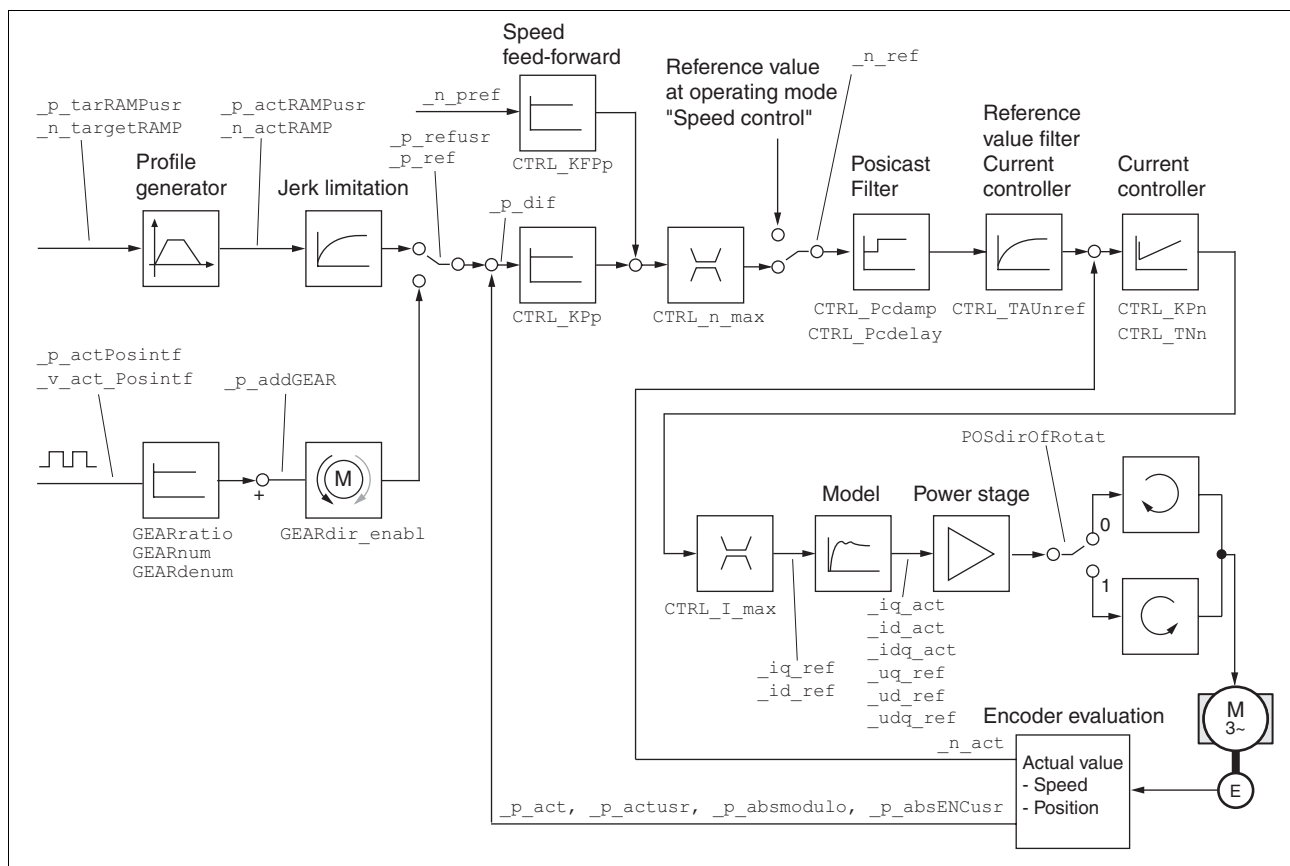 Speed
feed-forward
_n_pref
CTRL_KFPp
Reference value
at operating mode
"Speed control"
_n_ref
_p_tarRAMPusr
_n_targetRAMP
_p_actRAMPusr
_n_actRAMP
_p_refusr
_p_ref
Profile
generator
Jerk limitation
_p_dif
CTRL_KPp
CTRL_n_max
Posicast
Filter
CTRL_Pcdamp
CTRL_Pcdelay
Reference
value filter
Current
controller
CTRL_TAUnref
Current
controller
CTRL_KPn
CTRL_TNn
_p_actPosintf
_v_act_Posintf
_p_addGEAR
+
M
GEARratio
GEARnum
GEARdenum
GEARdir_enabl
POSdirOfRotat
Model
Power stage
0
1
CTRL_I_max
_iq_ref
_id_ref
_iq_act
_id_act
_idq_act
_uq_ref
_ud_ref
_udq_ref
Encoder evaluation
_n_act
Actual value
- Speed
- Position
M
3~
E
_p_act, _p_actusr, _p_absmodulo, _p_absENCusr